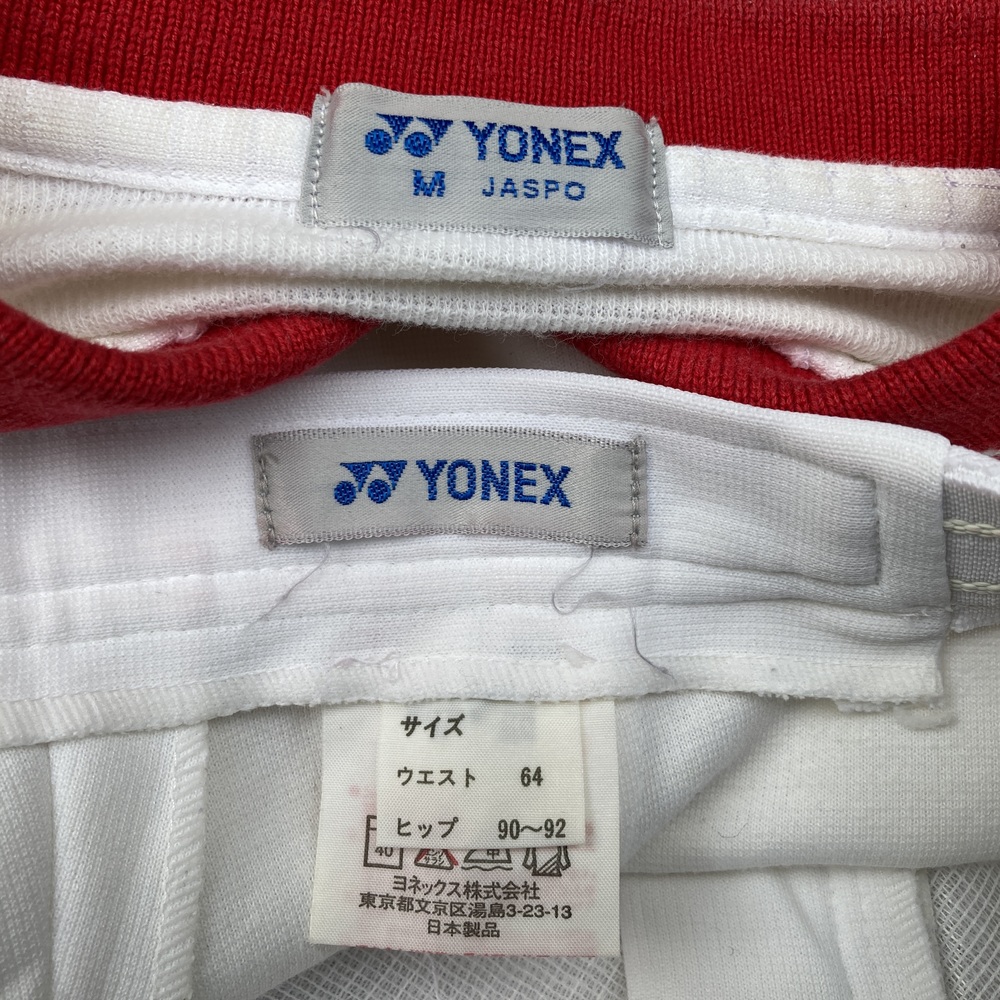 YONEX
M JASPO
YONEX
サイズ
ウエスト 64
ヒップ 90〜92
40
ヨネックス株式会社
東京都文京区湯島3-23-13
日本製品